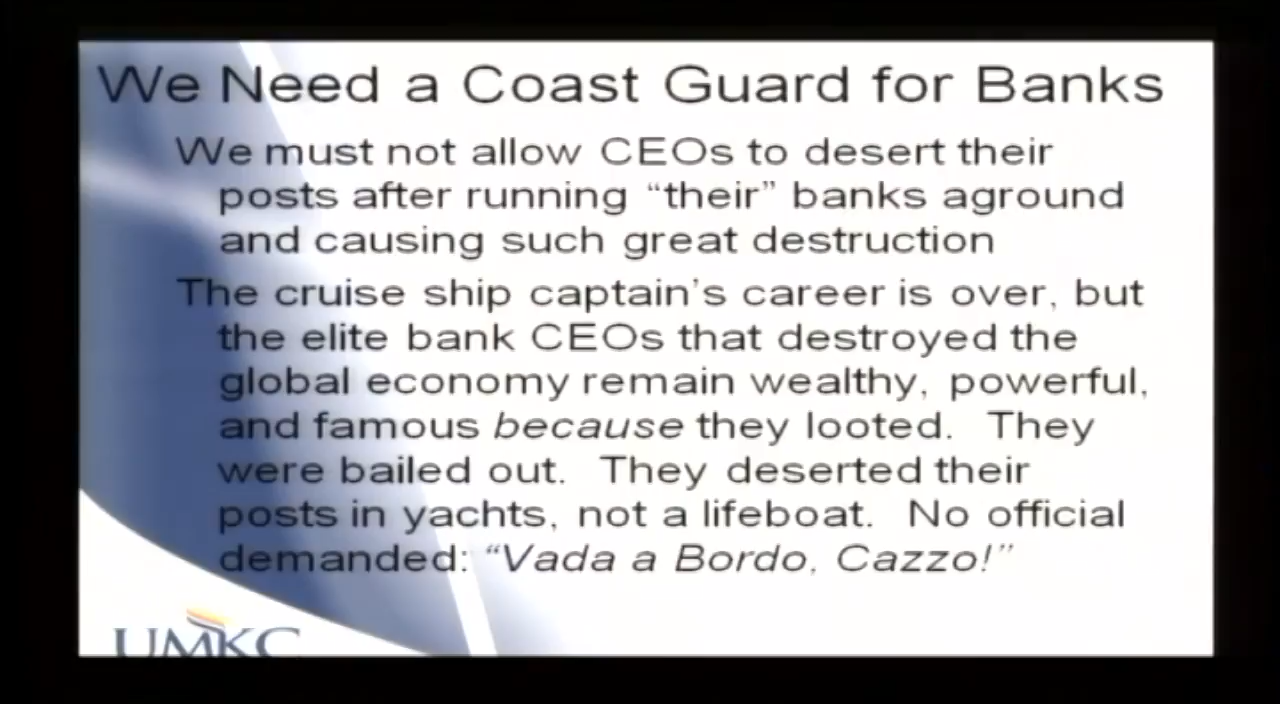 We Need a Coast Guard for Banks
We must not allow CEOs to desert their
posts after running “their” banks aground
and causing such great destruction
The cruise ship captain’s career is over, but
the elite bank CEOs that destroyed the
global economy remain wealthy, powerful,
and famous because they looted.  They
were bailed out.  They deserted their
posts in yachts, not a lifeboat.  No official
demanded: “Vada a Bordo, Cazzo!”
UMKC